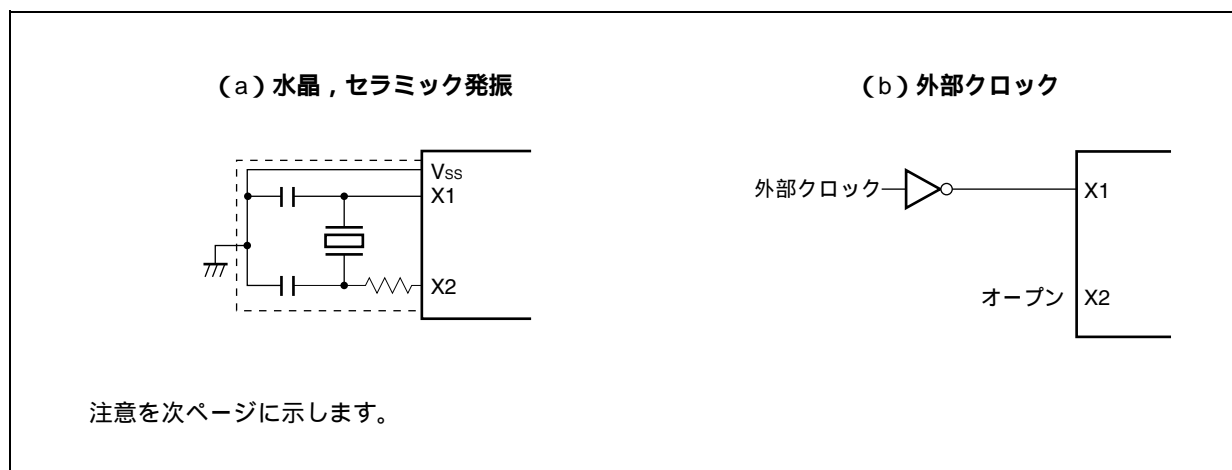 （a）水晶，セラミック発振
VSS
X1
X2
（b）外部クロック
外部クロック
X1
オープン
X2
注意を次ページに示します。